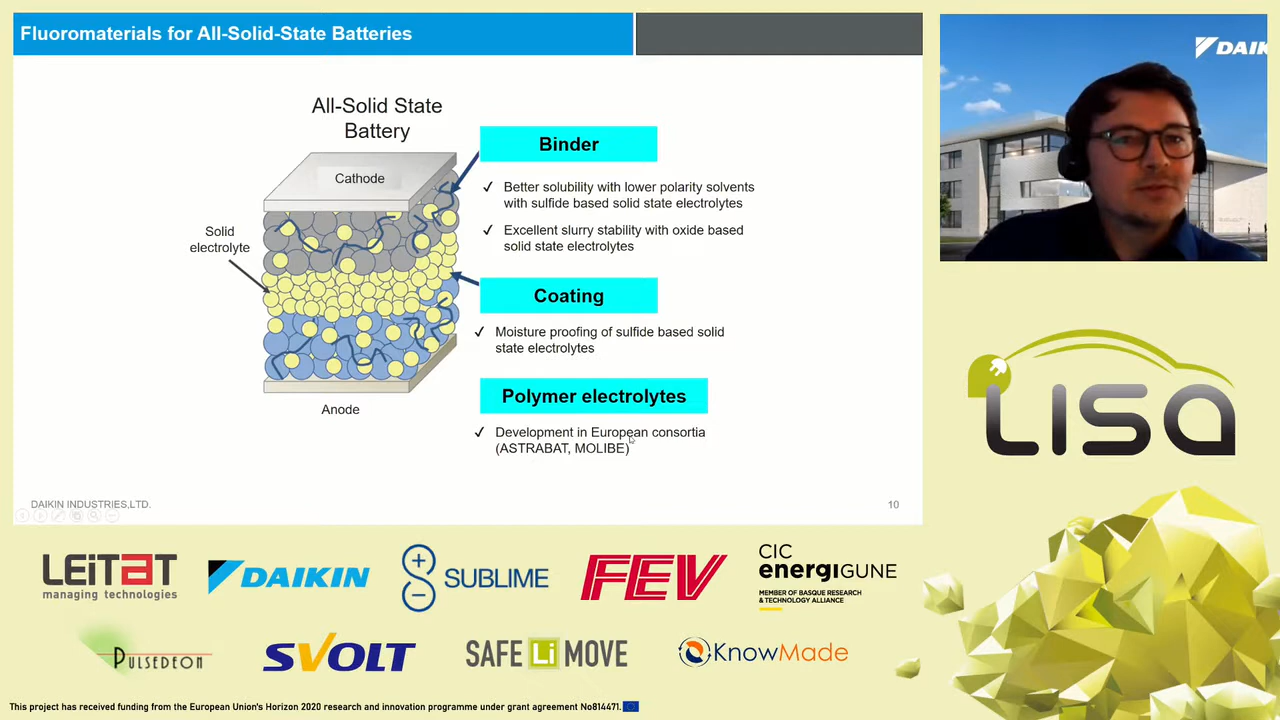 Fluoromaterials for All-Solid-State Batteries
All-Solid State
Battery
Cathode
Solid
electrolyte
Anode
Binder
✓ Better solubility with lower polarity solvents
with sulfide based solid state electrolytes
✓ Excellent slurry stability with oxide based
solid state electrolytes
Coating
✓ Moisture proofing of sulfide based solid
state electrolytes
Polymer electrolytes
✓ Development in European consortia
(ASTRABAT, MOLIBE)
DAIKIN INDUSTRIES,LTD.
10
DAIK
LISa
LEITAT
managing technologies
DAIKIN
SUBLIME
FEV
CIC
energiGUNE
MEMBER OF BASQUE RESEARCH
& TECHNOLOGY ALLIANCE
PULSEDEON
SVOLT
SAFE Li MOVE
KnowMade
This project has received funding from the European Union's Horizon 2020 research and innovation programme under grant agreement No814471.